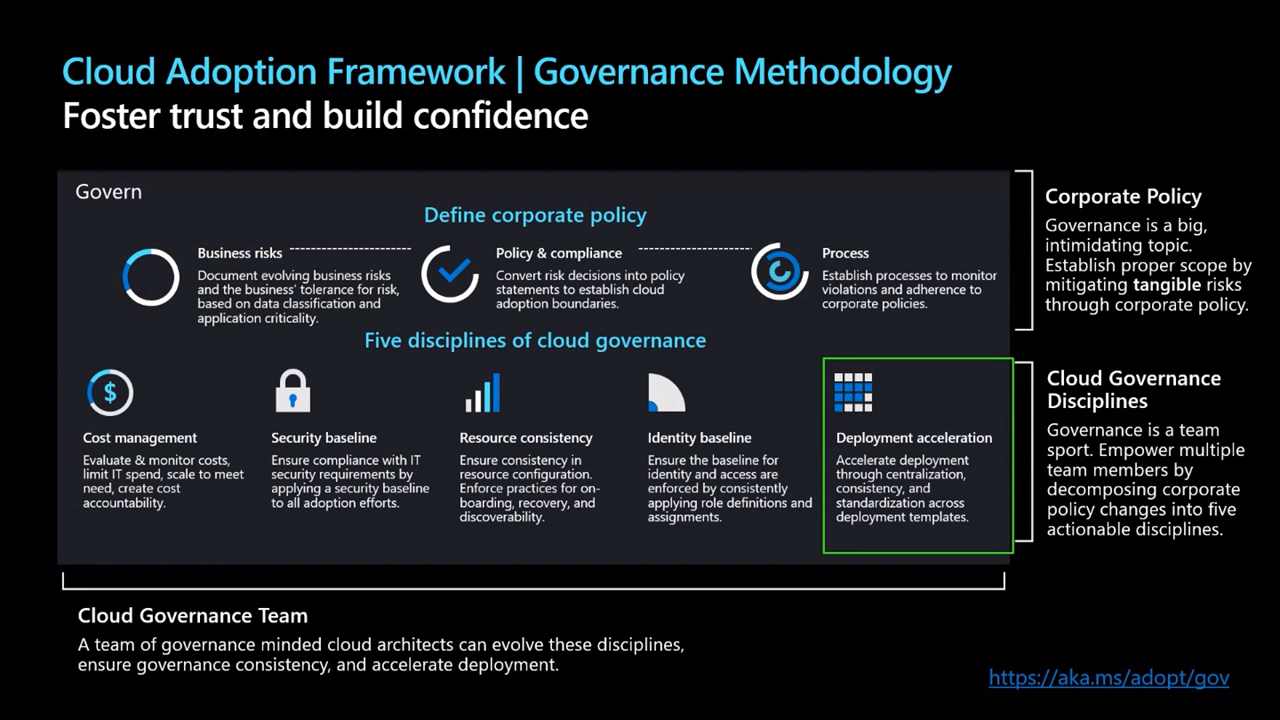 Cloud Adoption Framework | Governance Methodology
Foster trust and build confidence
Govern
Define corporate policy
Business risks
Document evolving business risks
and the business' tolerance for risk,
based on data classification and
application criticality.
Policy & compliance
Convert risk decisions into policy
statements to establish cloud
adoption boundaries.
Process
Establish processes to monitor
violations and adherence to
corporate policies.
Corporate Policy
Governance is a big,
intimidating topic.
Establish proper scope by
mitigating tangible risks
through corporate policy.
Five disciplines of cloud governance
$
Cost management
Evaluate & monitor costs,
limit IT spend, scale to meet
need, create cost
accountability.
Security baseline
Ensure compliance with IT
security requirements by
applying a security baseline
to all adoption efforts.
Resource consistency
Ensure consistency in
resource configuration.
Enforce practices for on-
boarding, recovery, and
discoverability.
Identity baseline
Ensure the baseline for
identity and access are
enforced by consistently
applying role definitions and
assignments.
Deployment acceleration
Accelerate deployment
through centralization,
consistency, and
standardization across
deployment templates.
Cloud Governance
Disciplines
Governance is a team
sport. Empower multiple
team members by
decomposing corporate
policy changes into five
actionable disciplines.
Cloud Governance Team
A team of governance minded cloud architects can evolve these disciplines,
ensure governance consistency, and accelerate deployment.
https://aka.ms/adopt/gov